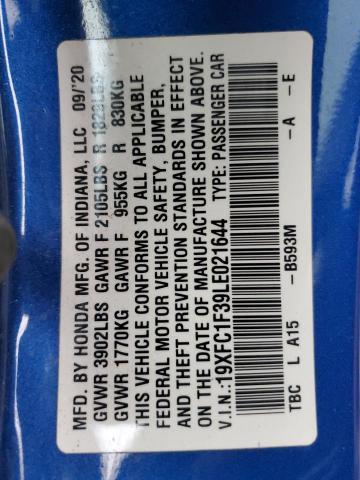 MFD. BY HONDA MFG. OF INDIANA, LLC 09/'20
GVWR 3902LBS GAWR F 2105LBS R 1829LBS
GVWR 1770KG GAWR F 955KG R 830KG
THIS VEHICLE CONFORMS TO ALL APPLICABLE
FEDERAL MOTOR VEHICLE SAFETY, BUMPER,
AND THEFT PREVENTION STANDARDS IN EFFECT
ON THE DATE OF MANUFACTURE SHOWN ABOVE.
V.I.N.:19XFC1F39LE021644 TYPE: PASSENGER CAR
TBC L A15 -B593M -A -E